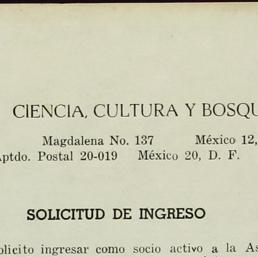 CIENCIA, CULTURA Y BOSQU
Magdalena No. 137 México 12,
Aptdo. Postal 20-019 México 20, D. F.
SOLICITUD DE INGRESO
olicito ingresar como socio activo a la As